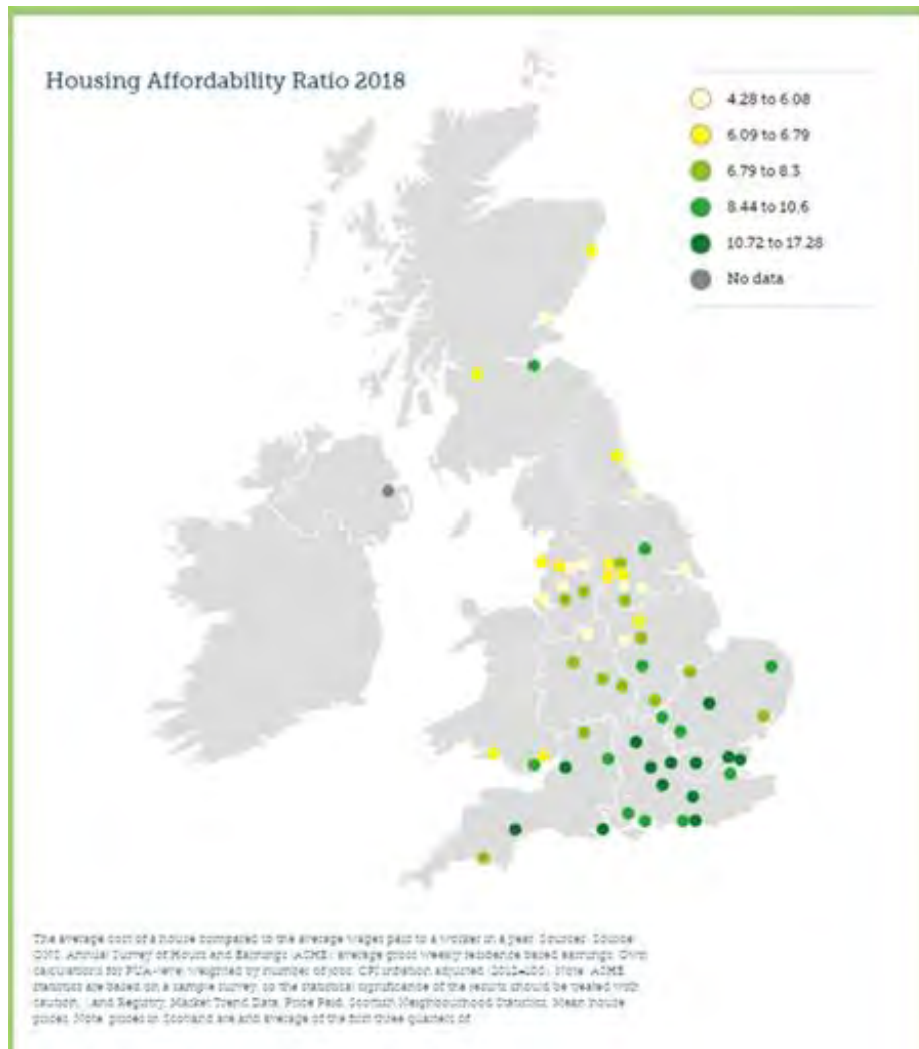 Housing Affordability Ratio 2018
4.28 to 6.08
6.09 to 6.79
6.79 to 8.3
8.44 to 10.6
10.72 to 17.28
No data
The average cost of a house compared to the average wages paid to a worker in a year. Sources: Source:
ONS, Annual Survey of Hours and Earnings (ASHE), average gross weekly residence based earnings. Own
calculations for PUA-level weighted by number of jobs. CPI inflation adjusted (2015=100). Note: ASHE
statistics are based on a sample survey, so the statistical significance of the results should be treated with
caution. Land Registry, Market Trend Data, Price Paid. Scottish Neighbourhood Statistics, Mean house
prices. Note: prices in Scotland are and average of the first three quarters of